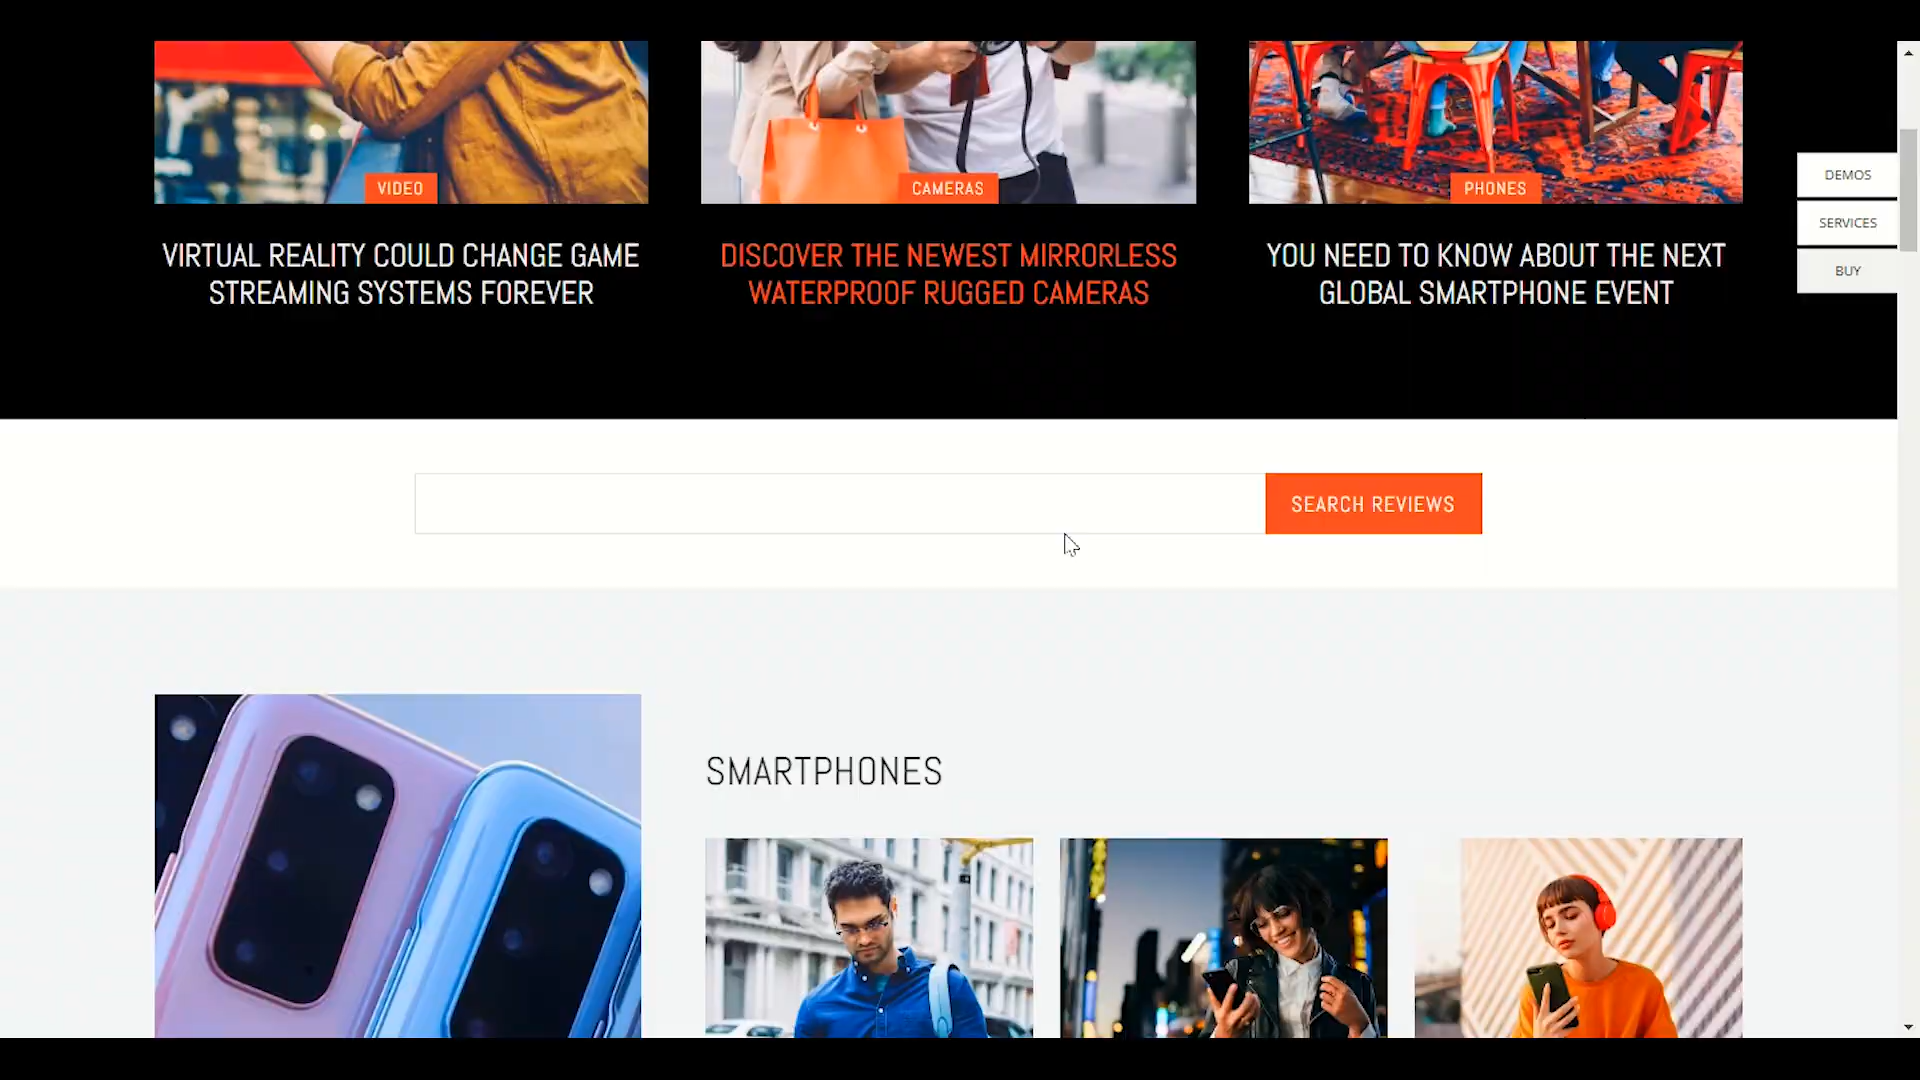 VIDEO
CAMERAS
PHONES
DEMOS
SERVICES
BUY
VIRTUAL REALITY COULD CHANGE GAME
STREAMING SYSTEMS FOREVER
DISCOVER THE NEWEST MIRRORLESS
WATERPROOF RUGGED CAMERAS
YOU NEED TO KNOW ABOUT THE NEXT
GLOBAL SMARTPHONE EVENT
SEARCH REVIEWS
SMARTPHONES